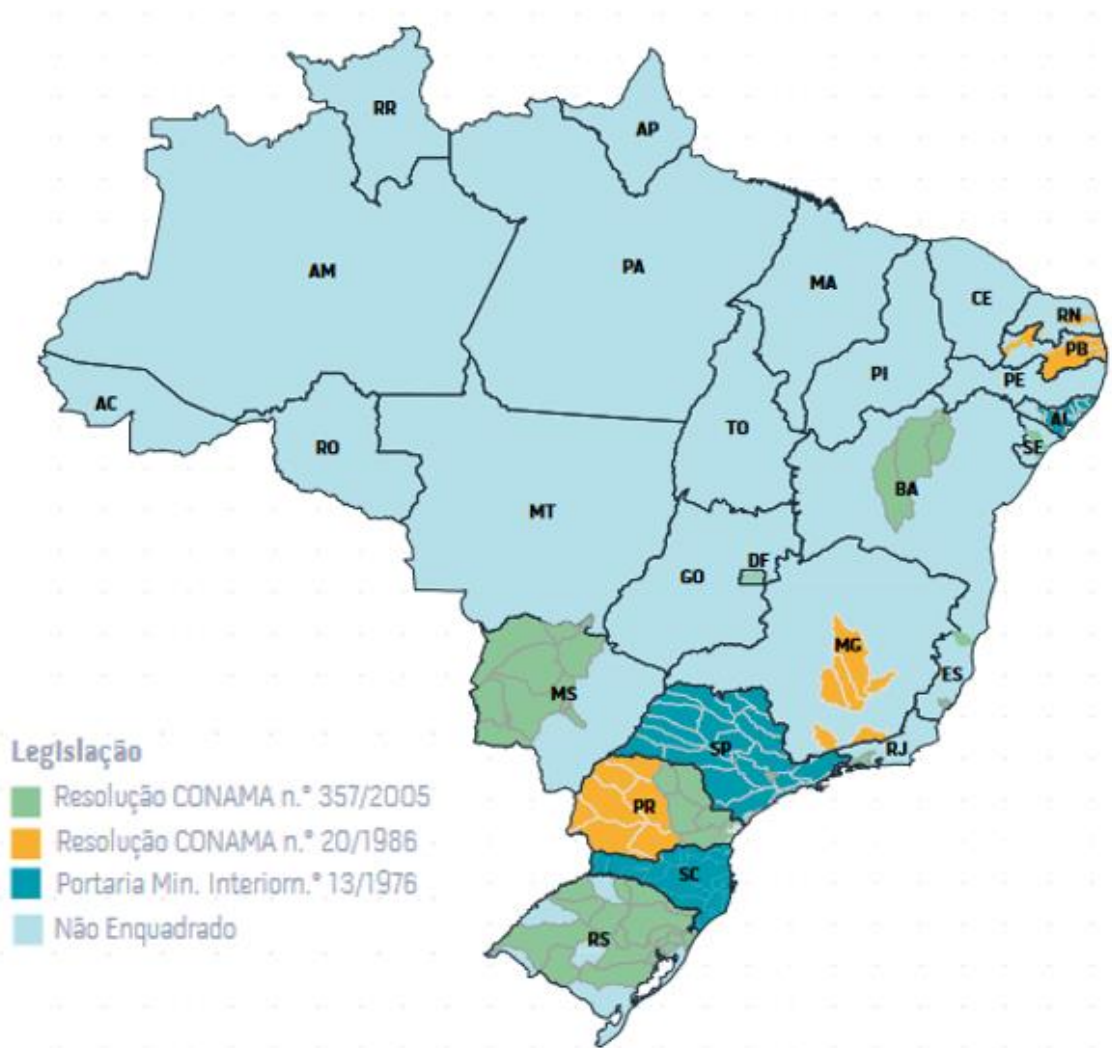 RR
AP
AM
PA
MA
CE
RN
PB
PI
PE
AC
AL
TO
RO
SE
BA
MT
DF
GO
MG
ES
MS
SP
RJ
PR
SC
RS
Legislação
Resolução CONAMA n.° 357/2005
Resolução CONAMA n.° 20/1986
Portaria Min. Interiorn.° 13/1976
Não Enquadrado